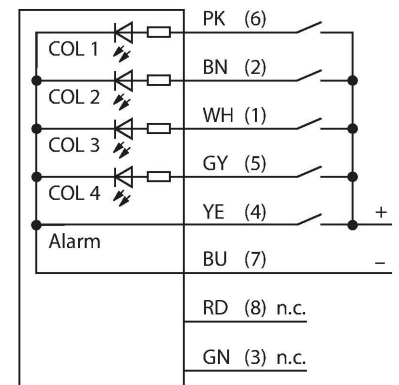 PK (6)
COL 1
BN (2)
COL 2
WH (1)
COL 3
GY (5)
COL 4
YE (4) +
Alarm
BU (7) –
RD (8) n.c.
GN (3) n.c.